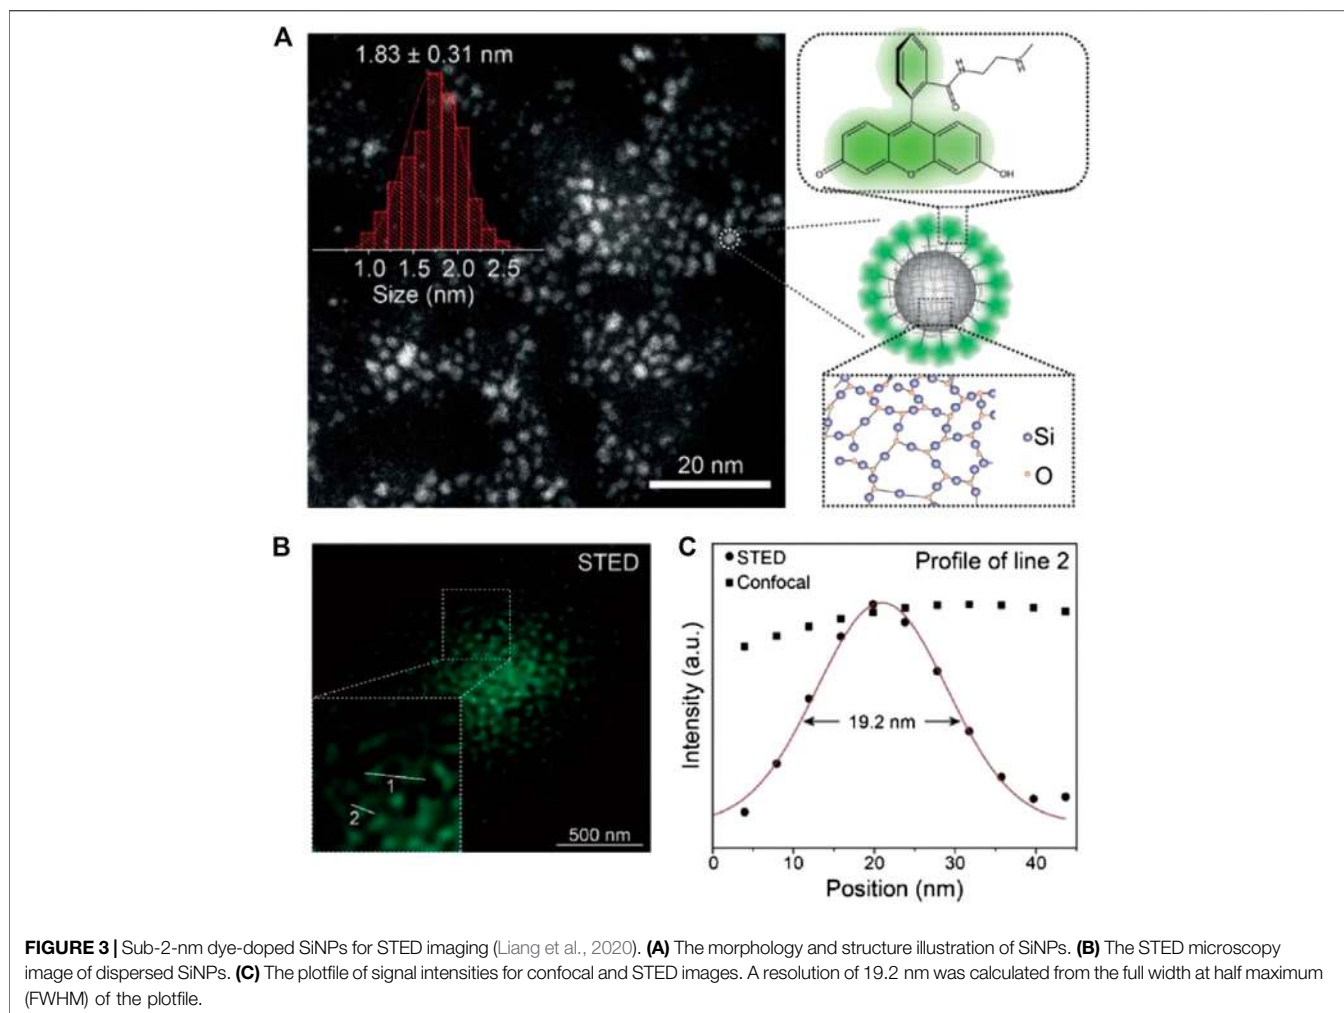 A
1.83 ± 0.31 nm
1.0 1.5 2.0 2.5
Size (nm)
20 nm
H
N
O
N
H
O
O
OH
Si
O
B
STED
1
2
500 nm
C
STED
Confocal
Profile of line 2
Intensity (a.u.)
19.2 nm
0 10 20 30 40
Position (nm)
FIGURE 3 | Sub-2-nm dye-doped SiNPs for STED imaging (Liang et al., 2020). (A) The morphology and structure illustration of SiNPs. (B) The STED microscopy
image of dispersed SiNPs. (C) The plotfile of signal intensities for confocal and STED images. A resolution of 19.2 nm was calculated from the full width at half maximum
(FWHM) of the plotfile.